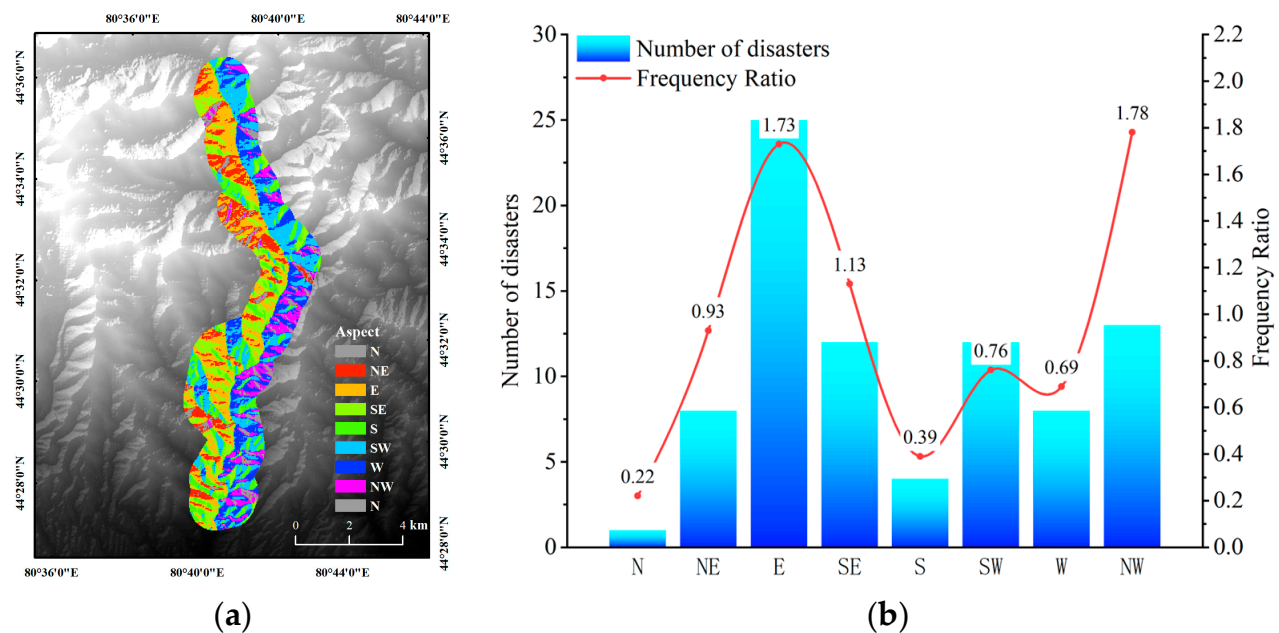 80°36'0"E 80°40'0"E 80°44'0"E
44°36'0"N
44°34'0"N
44°32'0"N
44°30'0"N
44°28'0"N
44°36'0"N
44°34'0"N
44°32'0"N
44°30'0"N
44°28'0"N
Aspect
N
NE
E
SE
S
SW
W
NW
N
0 2 4 km
80°36'0"E 80°40'0"E 80°44'0"E
(a)
Number of disasters
Frequency Ratio
Number of disasters
30
25
20
15
10
5
0
0.22
0.93
1.73
1.13
0.39
0.76
0.69
1.78
2.2
2.0
1.8
1.6
1.4
1.2
1.0
0.8
0.6
0.4
0.2
0.0
Frequency Ratio
N NE E SE S SW W NW
(b)